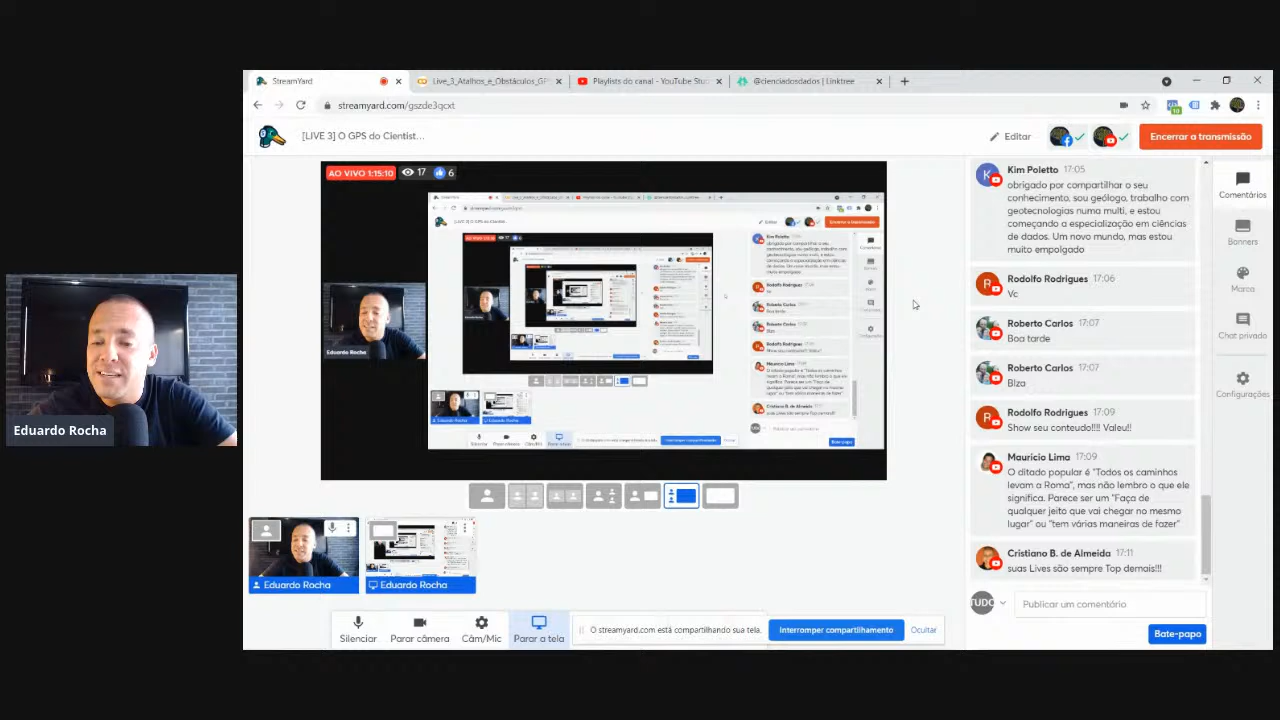 StreamYard
Live_3_Atalhos_e_Obstáculos_GP
Playlists do canal - YouTube Stu
@cienciadosdados | Linktree
streamyard.com/gszde3qcxt
[LIVE 3] O GPS do Cientist...
Editar
Encerrar a transmissão
AO VIVO 1:15:10
17
6
Kim Poletto 17:05
obrigado por compartilhar o seu
conhecimento, sou geólogo, trabalho com
geotecnologias numa multi, e estou
começando a especialização em ciências
de dados. Um novo mundo, mas estou
muito empolgado
Rodolfo Rodrigues
Vc
Roberto Carlos
Boa tarde
Roberto Carlos 17:07
Blza
Rodolfo Rodrigues 17:09
Show seu conteudo!!!! Valeu!!
Mauricio Lima 17:09
O ditado popular é "Todos os caminhos
levam a Roma", mas não lembro o que ele
significa. Parece ser um "Faça de
qualquer jeito que vai chegar no mesmo
lugar" ou "tem várias maneiras de fazer"
Cristiano B. de Almeida 17:11
suas Lives são sempre Top demais!!!
TUDO
Publicar um comentário
Bate-papo
Comentários
Banners
Marca
Chat privado
Configurações
Eduardo Rocha
Eduardo Rocha
Eduardo Rocha
Eduardo Rocha
Silenciar
Parar câmera
Câm/Mic
Parar a tela
O streamyard.com está compartilhando sua tela.
Interromper compartilhamento
Ocultar